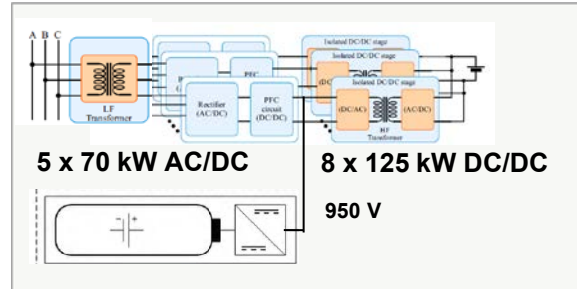 A B C
Isolated DC/DC stage
Isolated DC/DC stage
Isolated DC/DC stage
PFC
Rectifier
(AC/DC)
PFC
circuit
(DC/DC)
(DC/AC)
(AC/DC)
LF
Transformer
HF
Transformer
5 x 70 kW AC/DC
8 x 125 kW DC/DC
950 V
- +